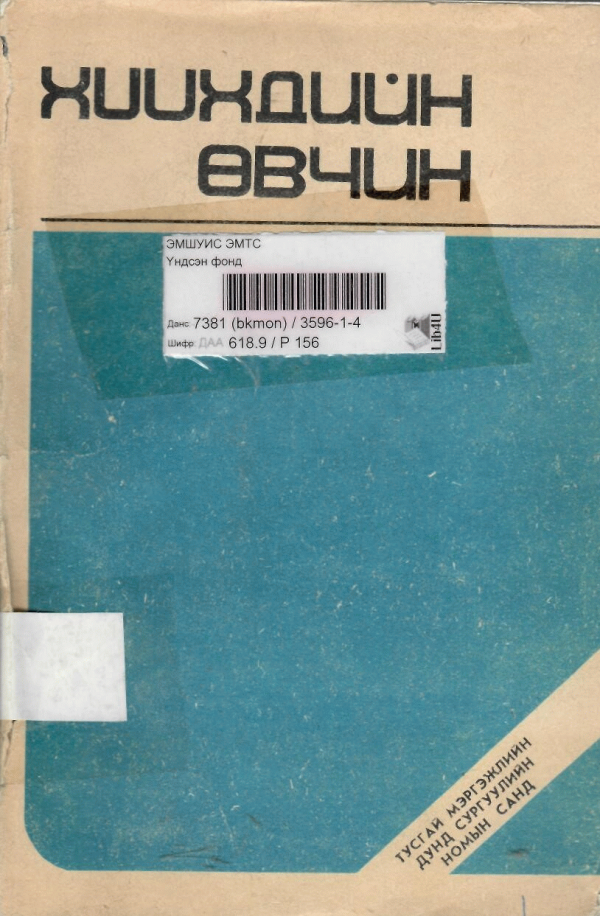 ХҮҮХДИЙН
ӨВЧИН
ЭМШУИС ЭМТС
Үндсэн фонд
Данс: 7381 (bkmon) / 3596-1-4
Шифр: ДАА 618.9 / P 156
Lib4U
ТУСГАЙ МЭРГЭЖЛИЙН
ДУНД СУРГУУЛИЙН
НОМЫН САНД